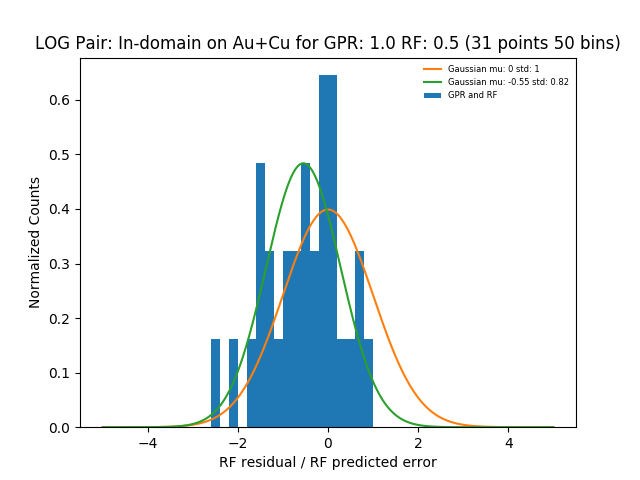 LOG Pair: In-domain on Au+Cu for GPR: 1.0 RF: 0.5 (31 points 50 bins)
Gaussian mu: 0 std: 1
Gaussian mu: -0.55 std: 0.82
GPR and RF
Normalized Counts
0.6
0.5
0.4
0.3
0.2
0.1
0.0
−4
−2
0
2
4
RF residual / RF predicted error